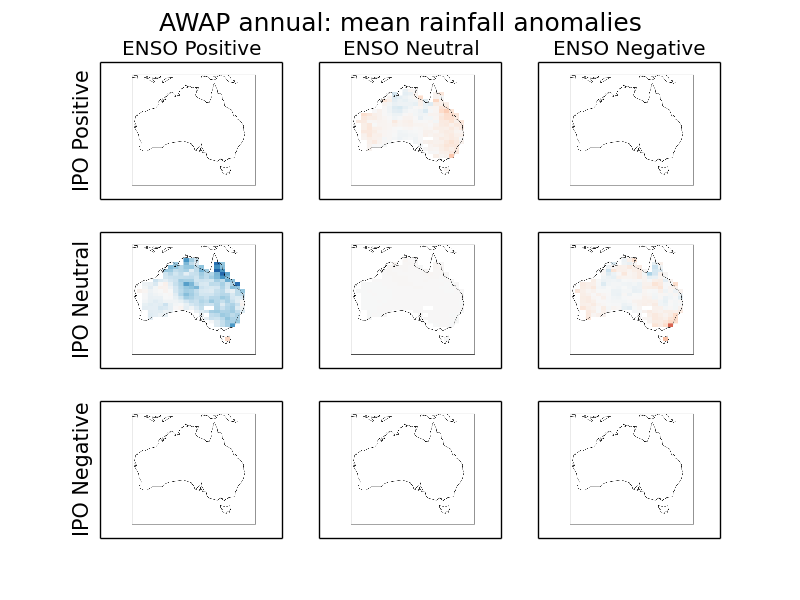 AWAP annual: mean rainfall anomalies
ENSO Positive
ENSO Neutral
ENSO Negative
IPO Positive
IPO Neutral
IPO Negative